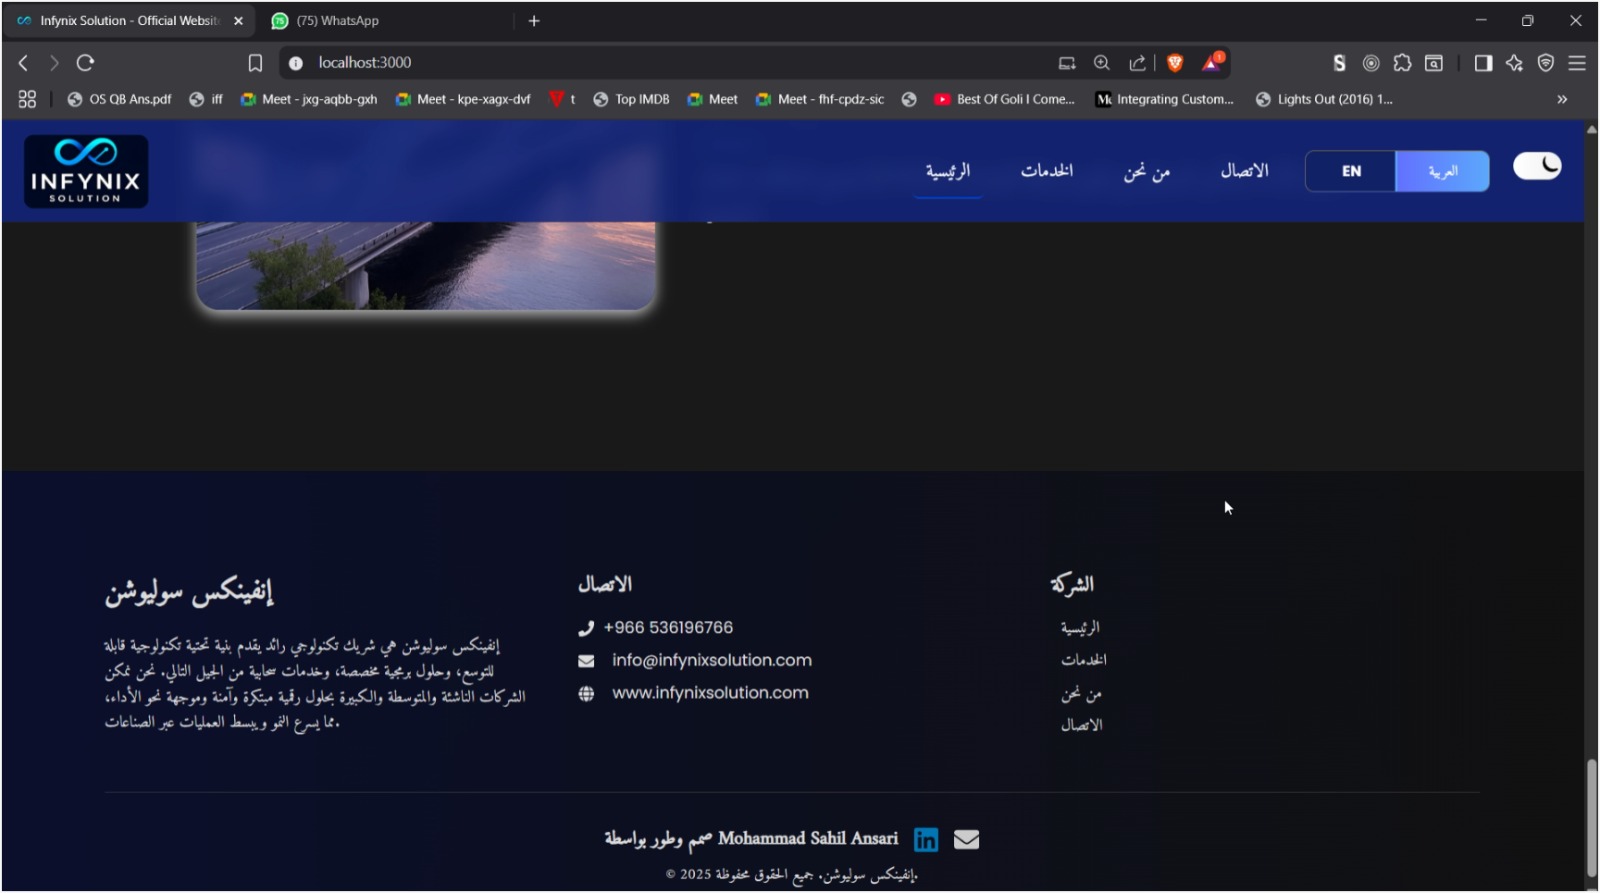 Infynix Solution - Official Websit
(75) WhatsApp
localhost:3000
OS QB Ans.pdf
iff
Meet - jxg-aqbb-gxh
Meet - kpe-xagx-dvf
t
Top IMDB
Meet
Meet - fhf-cpdz-sic
Best Of Goli I Come...
Integrating Custom...
Lights Out (2016) 1...
INFYNIX
SOLUTION
الرئيسية
الخدمات
من نحن
الاتصال
EN
العربية
إنفينكس سوليوشن
إنفينكس سوليوشن هي شريك تكنولوجي رائد يقدم بنية تحتية تكنولوجية قابلة
للتوسع، وحلول برمجية مخصصة، وخدمات سحابية من الجيل التالي. نحن نمكن
الشركات الناشئة والمتوسطة والكبيرة بحلول رقمية مبتكرة وآمنة وموجهة نحو الأداء،
مما يسرع النمو ويبسط العمليات عبر الصناعات.
الاتصال
+966 536196766
info@infynixsolution.com
www.infynixsolution.com
الشركة
الرئيسية
الخدمات
من نحن
الاتصال
صمم وطور بواسطة Mohammad Sahil Ansari
© 2025 إنفينكس سوليوشن. جميع الحقوق محفوظة.